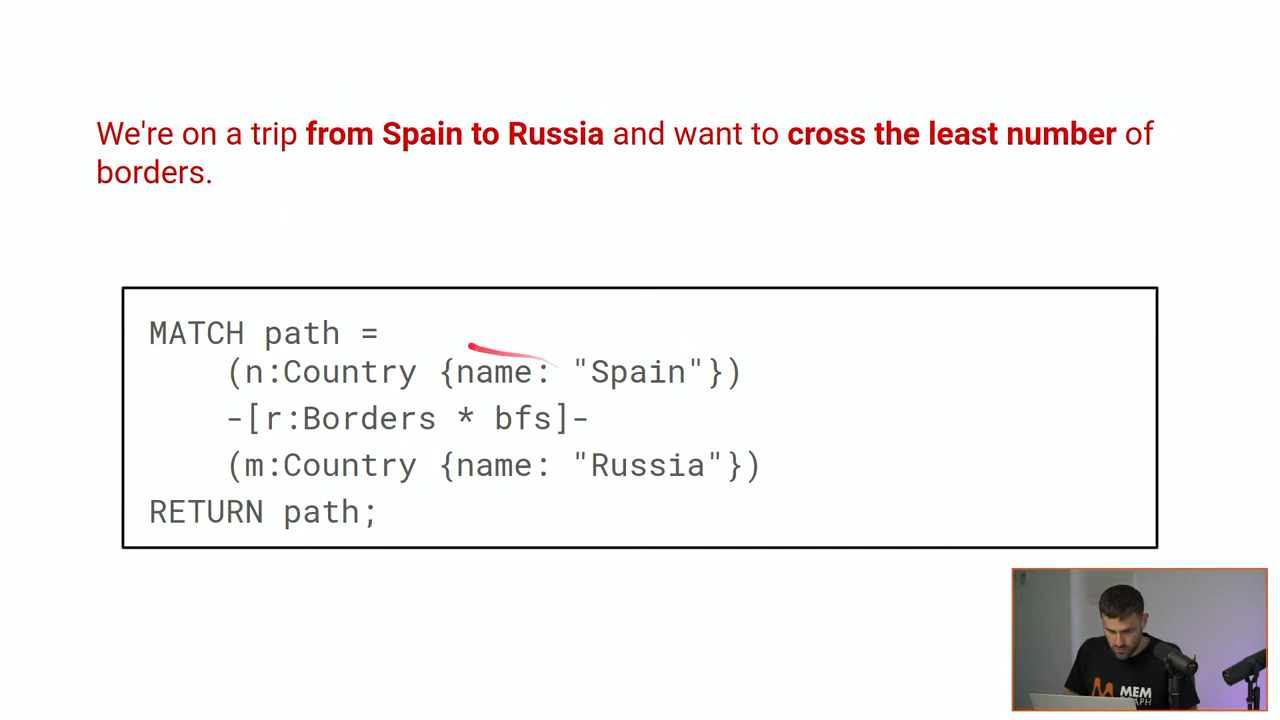 We're on a trip from Spain to Russia and want to cross the least number of
borders.
MATCH path =
(n:Country {name: "Spain"})
-[r:Borders * bfs]-
(m:Country {name: "Russia"})
RETURN path;
MEM
GRAPH